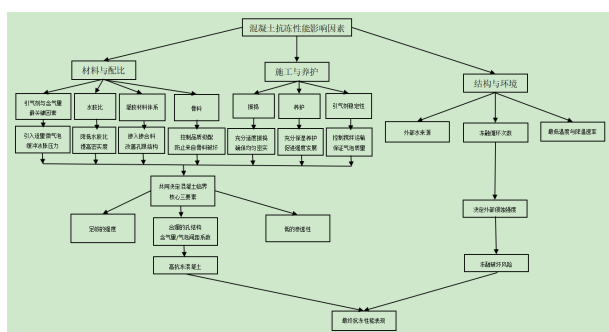 混凝土抗冻性能影响因素
材料与配比
施工与养护
结构与环境
引气剂与含气量
最关键因素
水胶比
胶凝材料体系
骨料
振捣
养护
引气剂稳定性
外部水来源
冻融循环次数
最低温度与降温速率
引入适量微气泡
缓冲冰胀压力
降低水胶比
提高密实度
掺入掺合料
改善孔隙结构
控制品质级配
防止来自骨料破坏
充分适度振捣
确保均匀密实
充分保湿养护
促进强度发展
控制搅拌运输
保证气泡质量
共同决定混凝土临界
核心三要素
足够的强度
合理的孔结构
含气量/气泡间距系数
低的渗透性
决定外部侵蚀强度
高抗冻混凝土
冻融破坏风险
最终抗冻性能表现